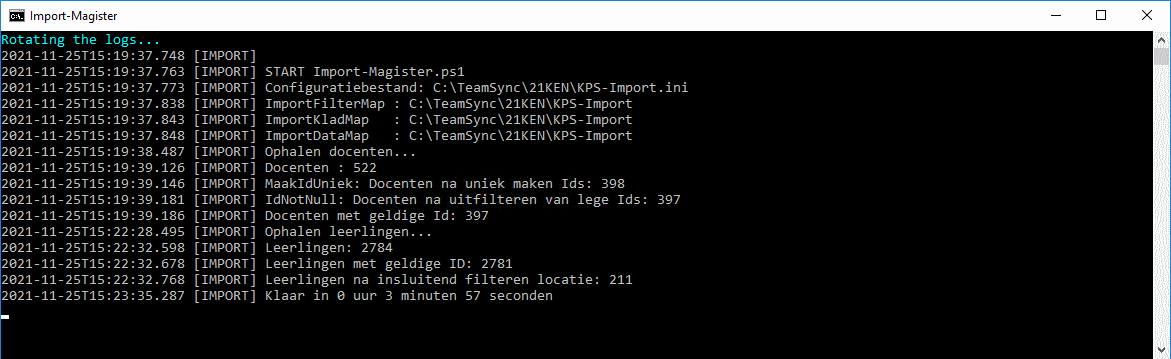 Import-Magister
Rotating the logs...
2021-11-25T15:19:37.748 [IMPORT]
2021-11-25T15:19:37.763 [IMPORT] START Import-Magister.ps1
2021-11-25T15:19:37.773 [IMPORT] Configuratiebestand: C:\TeamSync\21KEN\KPS-Import.ini
2021-11-25T15:19:37.838 [IMPORT] ImportFilterMap : C:\TeamSync\21KEN\KPS-Import
2021-11-25T15:19:37.843 [IMPORT] ImportKladMap   : C:\TeamSync\21KEN\KPS-Import
2021-11-25T15:19:37.848 [IMPORT] ImportDataMap   : C:\TeamSync\21KEN\KPS-Import
2021-11-25T15:19:38.487 [IMPORT] Ophalen docenten...
2021-11-25T15:19:39.126 [IMPORT] Docenten : 522
2021-11-25T15:19:39.146 [IMPORT] MaakIdUniek: Docenten na uniek maken Ids: 398
2021-11-25T15:19:39.181 [IMPORT] IdNotNull: Docenten na uitfilteren van lege Ids: 397
2021-11-25T15:19:39.186 [IMPORT] Docenten met geldige Id: 397
2021-11-25T15:22:28.495 [IMPORT] Ophalen leerlingen...
2021-11-25T15:22:32.598 [IMPORT] Leerlingen: 2784
2021-11-25T15:22:32.678 [IMPORT] Leerlingen met geldige ID: 2781
2021-11-25T15:22:32.768 [IMPORT] Leerlingen na insluitend filteren locatie: 211
2021-11-25T15:23:35.287 [IMPORT] Klaar in 0 uur 3 minuten 57 seconden